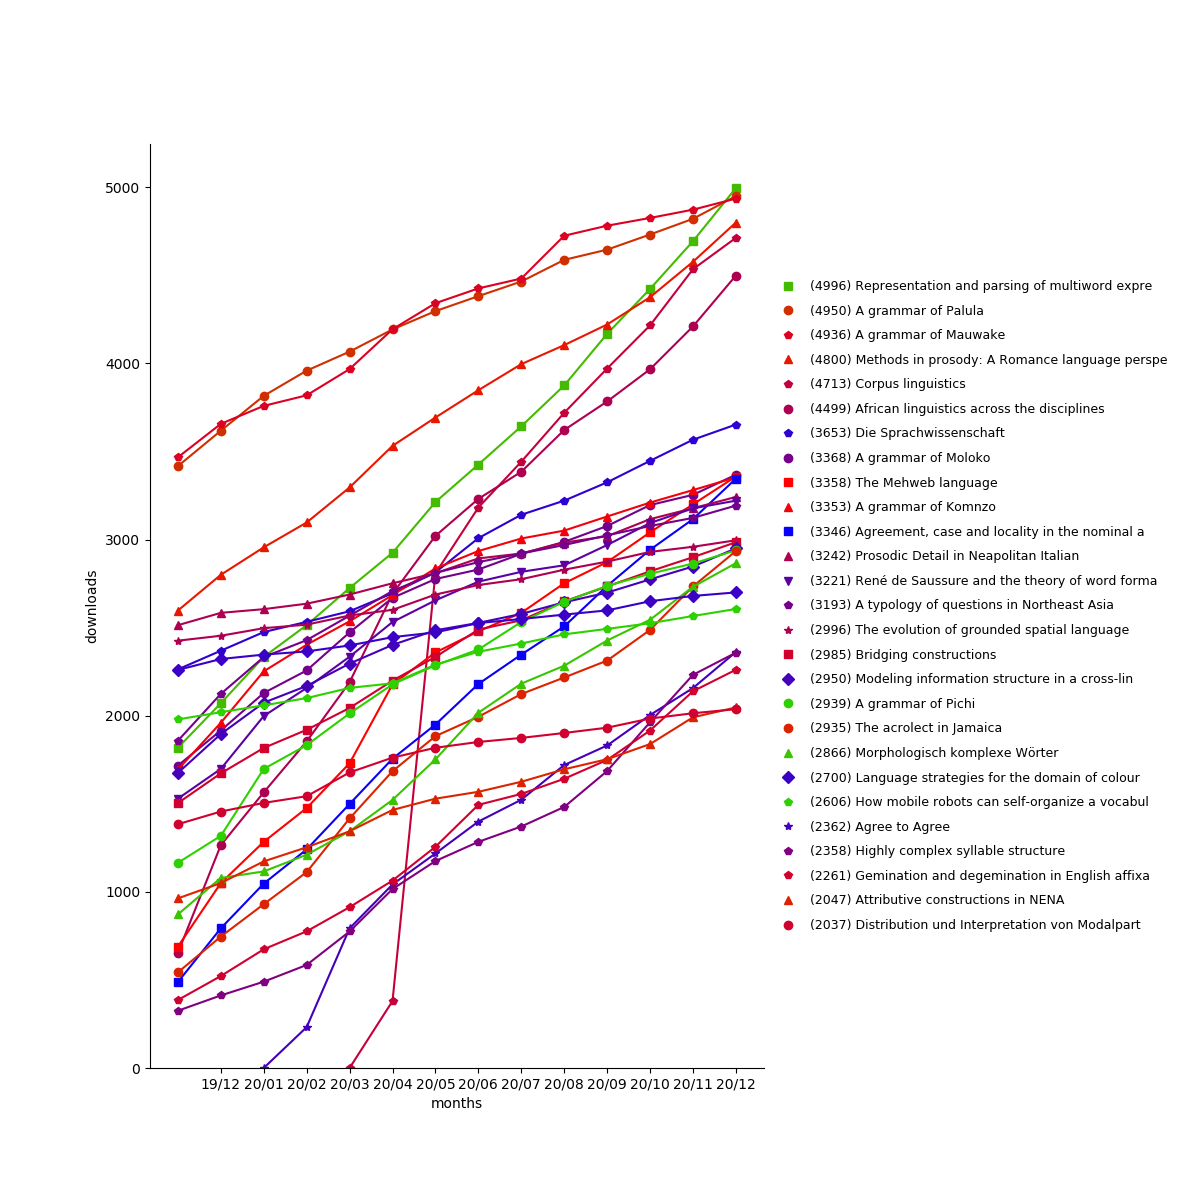 5000
4000
3000
2000
1000
0
downloads
19/12 20/01 20/02 20/03 20/04 20/05 20/06 20/07 20/08 20/09 20/10 20/11 20/12
months
(4996) Representation and parsing of multiword expre
(4950) A grammar of Palula
(4936) A grammar of Mauwake
(4800) Methods in prosody: A Romance language perspe
(4713) Corpus linguistics
(4499) African linguistics across the disciplines
(3653) Die Sprachwissenschaft
(3368) A grammar of Moloko
(3358) The Mehweb language
(3353) A grammar of Komnzo
(3346) Agreement, case and locality in the nominal a
(3242) Prosodic Detail in Neapolitan Italian
(3221) René de Saussure and the theory of word forma
(3193) A typology of questions in Northeast Asia
(2996) The evolution of grounded spatial language
(2985) Bridging constructions
(2950) Modeling information structure in a cross-lin
(2939) A grammar of Pichi
(2935) The acrolect in Jamaica
(2866) Morphologisch komplexe Wörter
(2700) Language strategies for the domain of colour
(2606) How mobile robots can self-organize a vocabul
(2362) Agree to Agree
(2358) Highly complex syllable structure
(2261) Gemination and degemination in English affixa
(2047) Attributive constructions in NENA
(2037) Distribution und Interpretation von Modalpart